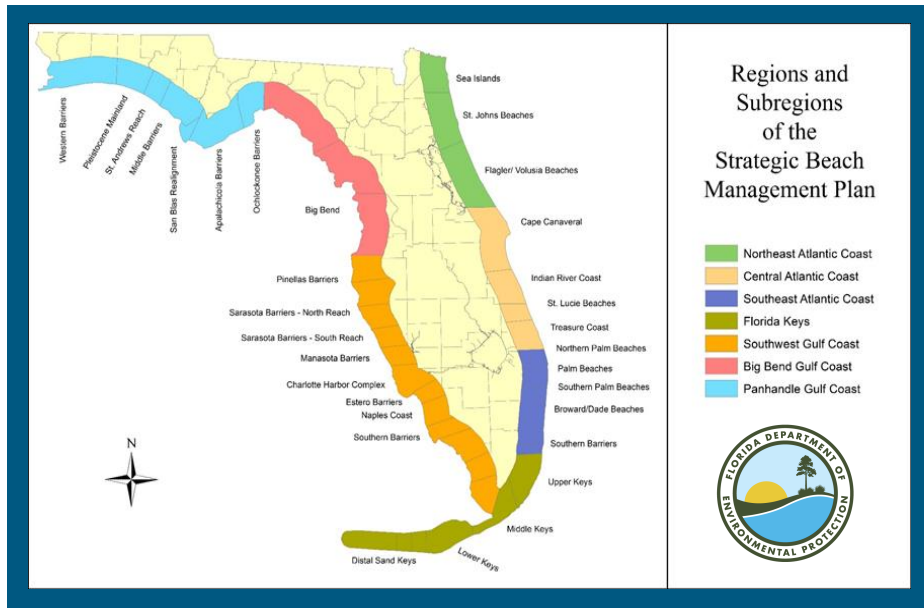 Sea Islands
St. Johns Beaches
Flagler/ Volusia Beaches
Cape Canaveral
Indian River Coast
St. Lucie Beaches
Treasure Coast
Northern Palm Beaches
Palm Beaches
Southern Palm Beaches
Broward/Dade Beaches
Southern Barriers
Upper Keys
Middle Keys
Lower Keys
Distal Sand Keys
Western Barriers
Pleistocene Mainland
St. Andrews Reach
Middle Barriers
San Blas Realignment
Apalachicola Barriers
Ochlockonee Barriers
Big Bend
Pinellas Barriers
Sarasota Barriers - North Reach
Sarasota Barriers - South Reach
Manasota Barriers
Charlotte Harbor Complex
Estero Barriers
Naples Coast
Southern Barriers
N
Regions and
Subregions
of the
Strategic Beach
Management Plan
Northeast Atlantic Coast
Central Atlantic Coast
Southeast Atlantic Coast
Florida Keys
Southwest Gulf Coast
Big Bend Gulf Coast
Panhandle Gulf Coast
FLORIDA DEPARTMENT OF
ENVIRONMENTAL PROTECTION